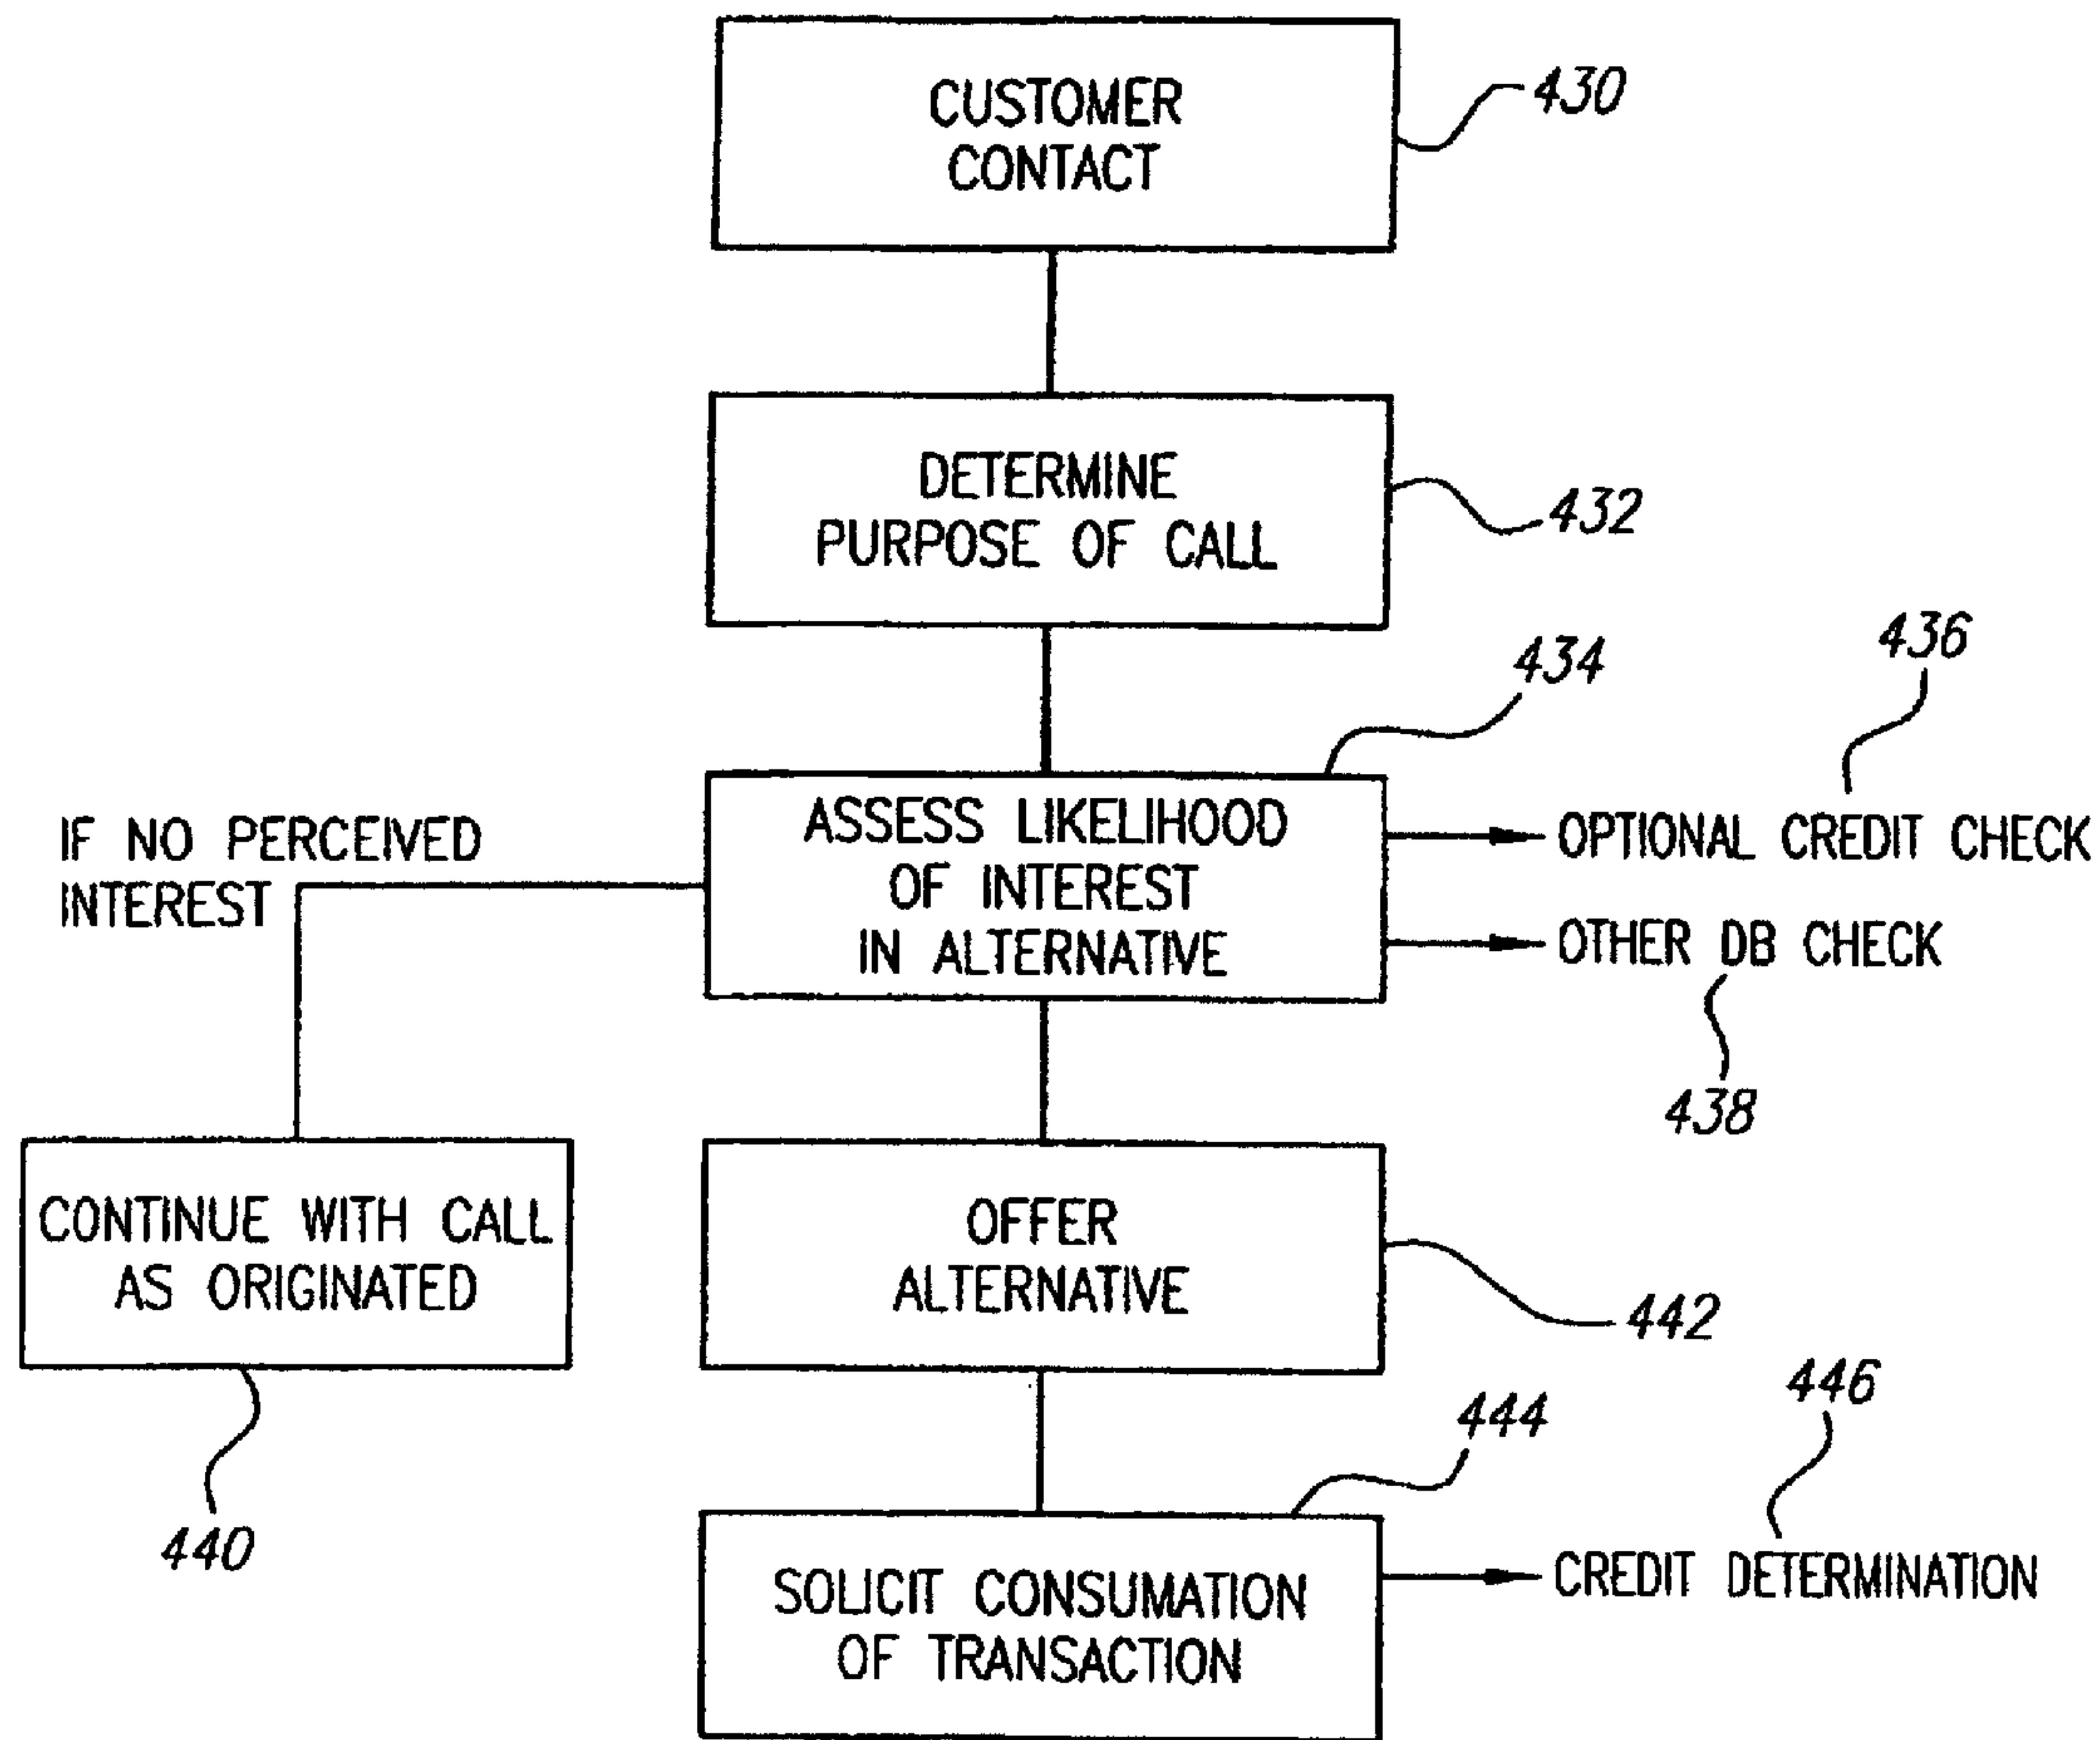 CUSTOMER
CONTACT
430
DETERMINE
PURPOSE OF CALL
432
434
436
IF NO PERCEIVED
INTEREST
ASSESS LIKELIHOOD
OF INTEREST
IN ALTERNATIVE
OPTIONAL CREDIT CHECK
OTHER DB CHECK
438
CONTINUE WITH CALL
AS ORIGINATED
440
OFFER
ALTERNATIVE
442
444
446
SOLICIT CONSUMATION
OF TRANSACTION
CREDIT DETERMINATION